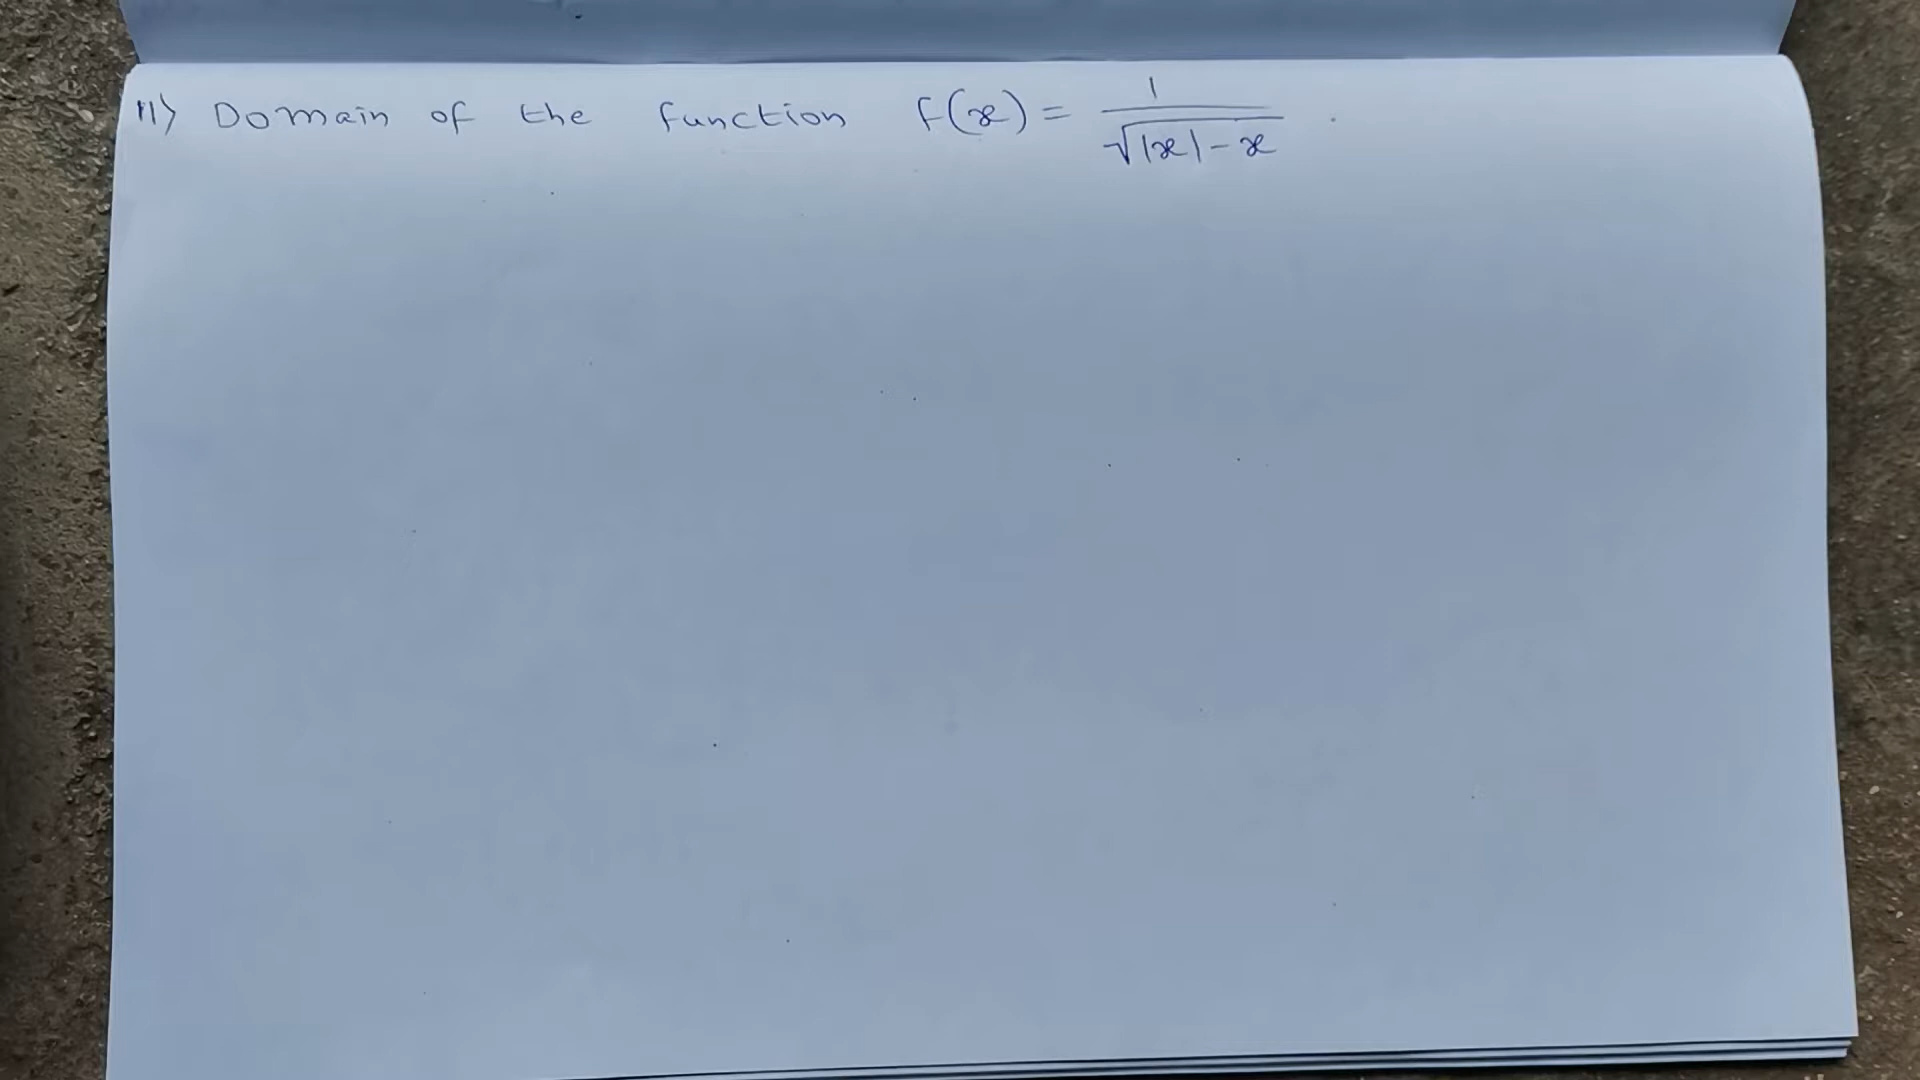 11) Domain of the function f(x) = 1/√(|x| - x)